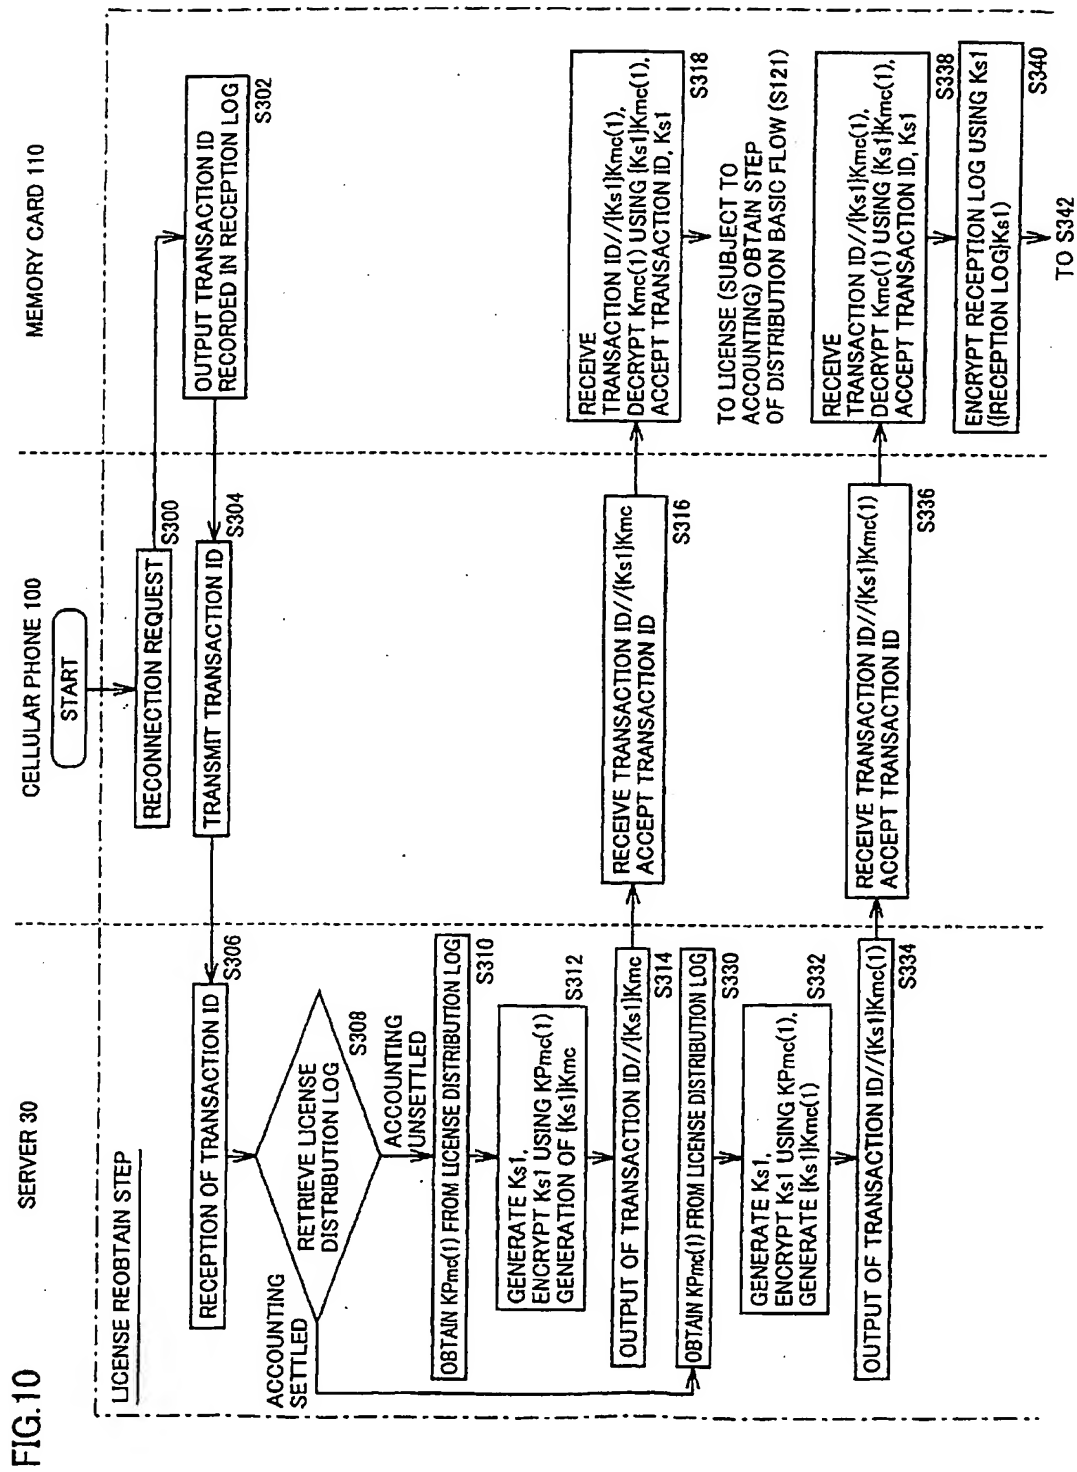 FIG.10
SERVER 30
CELLULAR PHONE 100
MEMORY CARD 110
LICENSE REOBTAIN STEP
START
RECONNECTION REQUEST
S300
OUTPUT TRANSACTION ID
RECORDED IN RECEPTION LOG
S302
TRANSMIT TRANSACTION ID
S304
RECEPTION OF TRANSACTION ID
S306
RETRIEVE LICENSE
DISTRIBUTION LOG
S308
ACCOUNTING
SETTLED
ACCOUNTING
UNSETTLED
OBTAIN KPmc(1) FROM LICENSE DISTRIBUTION LOG
S310
GENERATE Ks1,
ENCRYPT Ks1 USING KPmc(1)
GENERATION OF {Ks1}Kmc
S312
OUTPUT OF TRANSACTION ID//{Ks1}Kmc
S314
RECEIVE TRANSACTION ID//{Ks1}Kmc
ACCEPT TRANSACTION ID
S316
RECEIVE
TRANSACTION ID//{Ks1}Kmc(1),
DECRYPT Kmc(1) USING {Ks1}Kmc(1),
ACCEPT TRANSACTION ID, Ks1
S318
TO LICENSE (SUBJECT TO
ACCOUNTING) OBTAIN STEP
OF DISTRIBUTION BASIC FLOW (S121)
OBTAIN KPmc(1) FROM LICENSE DISTRIBUTION LOG
S330
GENERATE Ks1,
ENCRYPT Ks1 USING KPmc(1),
GENERATE {Ks1}Kmc(1)
S332
OUTPUT OF TRANSACTION ID//{Ks1}Kmc(1)
S334
RECEIVE TRANSACTION ID//{Ks1}Kmc(1)
ACCEPT TRANSACTION ID
S336
RECEIVE
TRANSACTION ID//{Ks1}Kmc(1),
DECRYPT Kmc(1) USING {Ks1}Kmc(1),
ACCEPT TRANSACTION ID, Ks1
S338
ENCRYPT RECEPTION LOG USING Ks1
({RECEPTION LOG}Ks1)
S340
TO S342